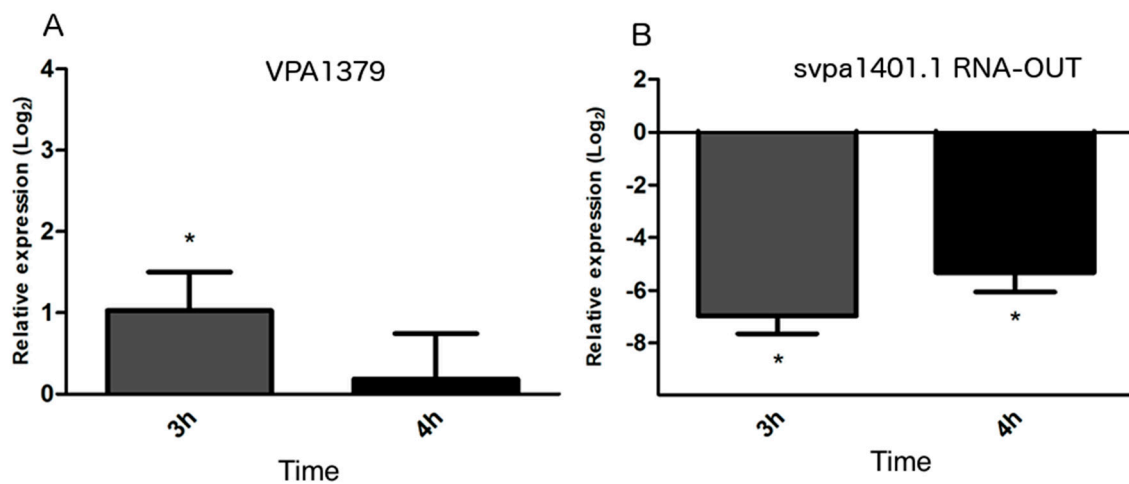 A
VPA1379
Relative expression (Log₂)
4
3
2
1
0
*
3h
4h
Time
B
svpa1401.1 RNA-OUT
Relative expression (Log₂)
2
0
-2
-4
-6
-8
*
*
3h
4h
Time